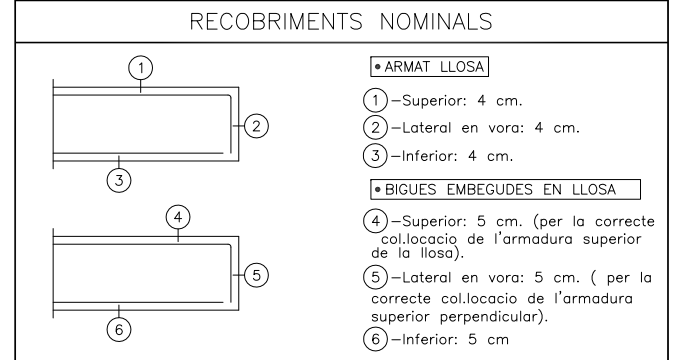 RECOBRIMENTS NOMINALS
1
2
3
• ARMAT LLOSA
1 -Superior: 4 cm.
2 -Lateral en vora: 4 cm.
3 -Inferior: 4 cm.
4
5
6
• BIGUES EMBEGUDES EN LLOSA
4 -Superior: 5 cm. (per la correcte
col.locacio de l'armadura superior
de la llosa).
5 -Lateral en vora: 5 cm. ( per la
correcte col.locacio de l'armadura
superior perpendicular).
6 -Inferior: 5 cm